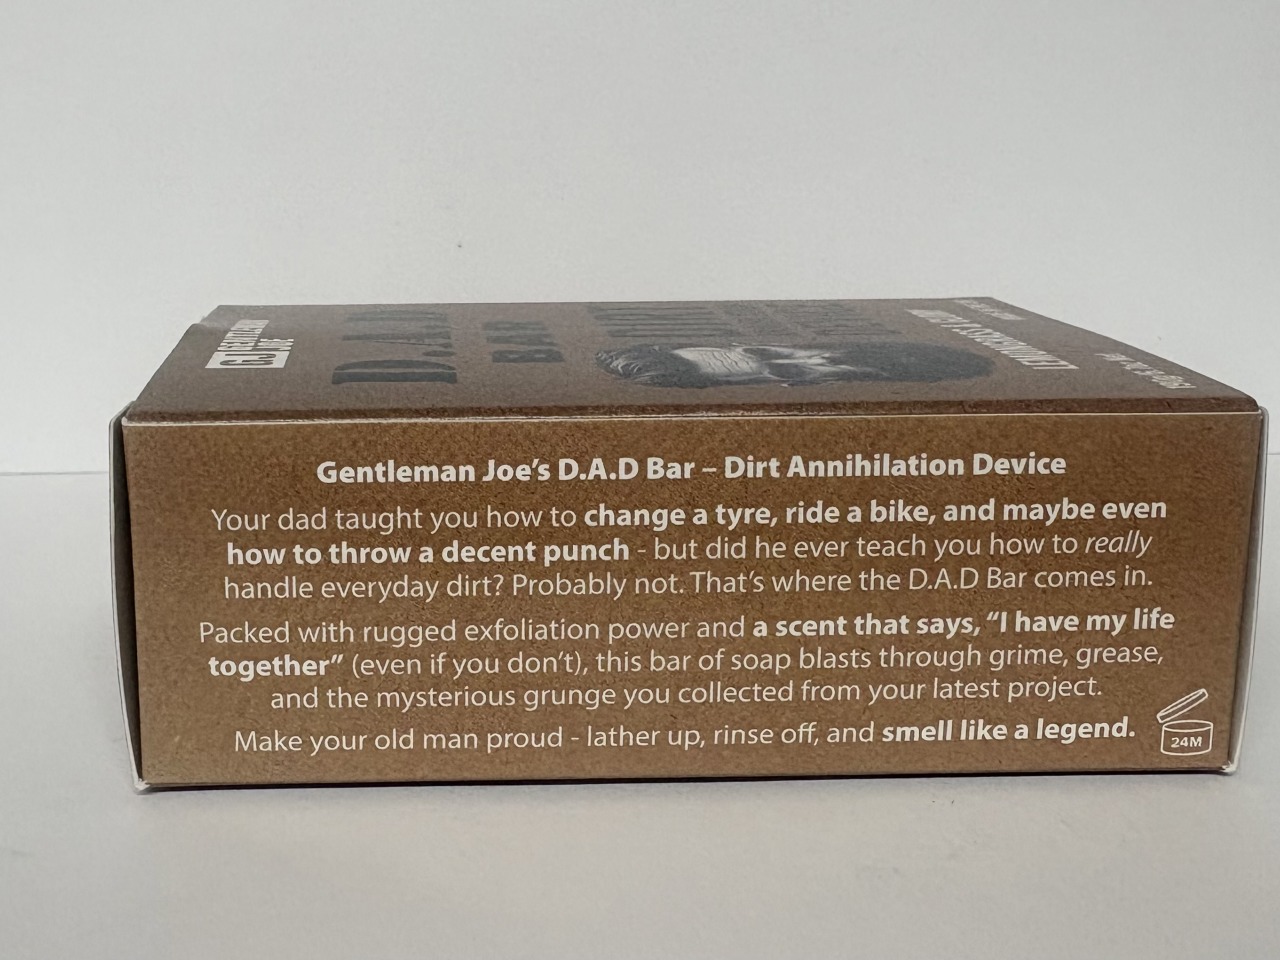 GJ GENTLEMAN
JOE
D.A.D
BAR
Gentleman Joe's D.A.D Bar – Dirt Annihilation Device
Your dad taught you how to change a tyre, ride a bike, and maybe even
how to throw a decent punch - but did he ever teach you how to really
handle everyday dirt? Probably not. That's where the D.A.D Bar comes in.
Packed with rugged exfoliation power and a scent that says, "I have my life
together" (even if you don't), this bar of soap blasts through grime, grease,
and the mysterious grunge you collected from your latest project.
Make your old man proud - lather up, rinse off, and smell like a legend.
24M